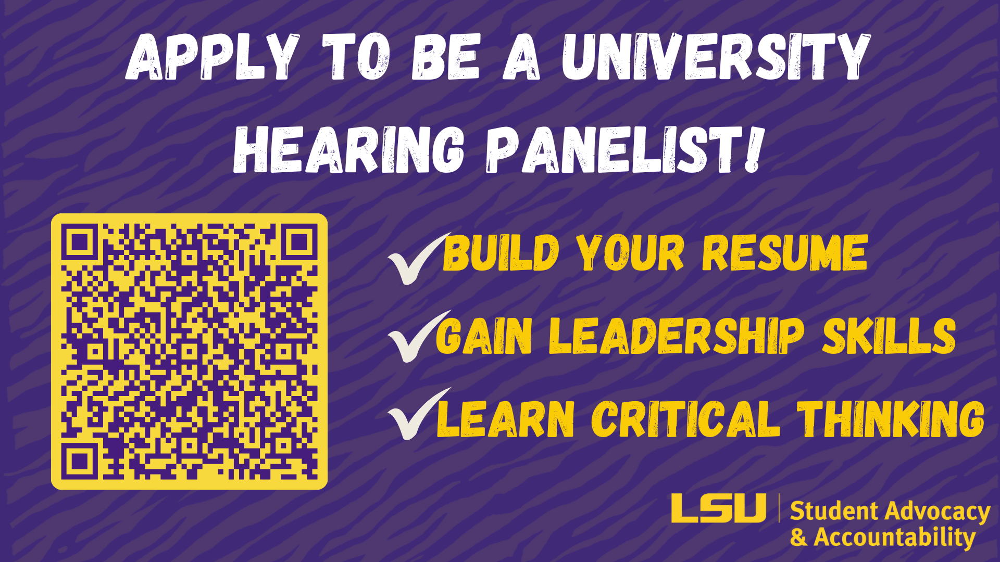 APPLY TO BE A UNIVERSITY
HEARING PANELIST!
BUILD YOUR RESUME
GAIN LEADERSHIP SKILLS
LEARN CRITICAL THINKING
LSU | Student Advocacy
& Accountability